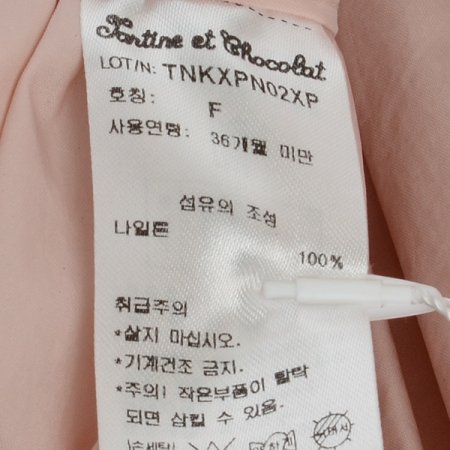 Tartine et Chocolat
LOT/N: TNKXPN02XP
호칭: F
사용연령: 36개월 미만
섬유의 조성
나일론 100%
취급주의
*삶지 마십시오.
*기계건조 금지.
*주의! 작은부품이 탈락
되면 삼킬 수 있음.